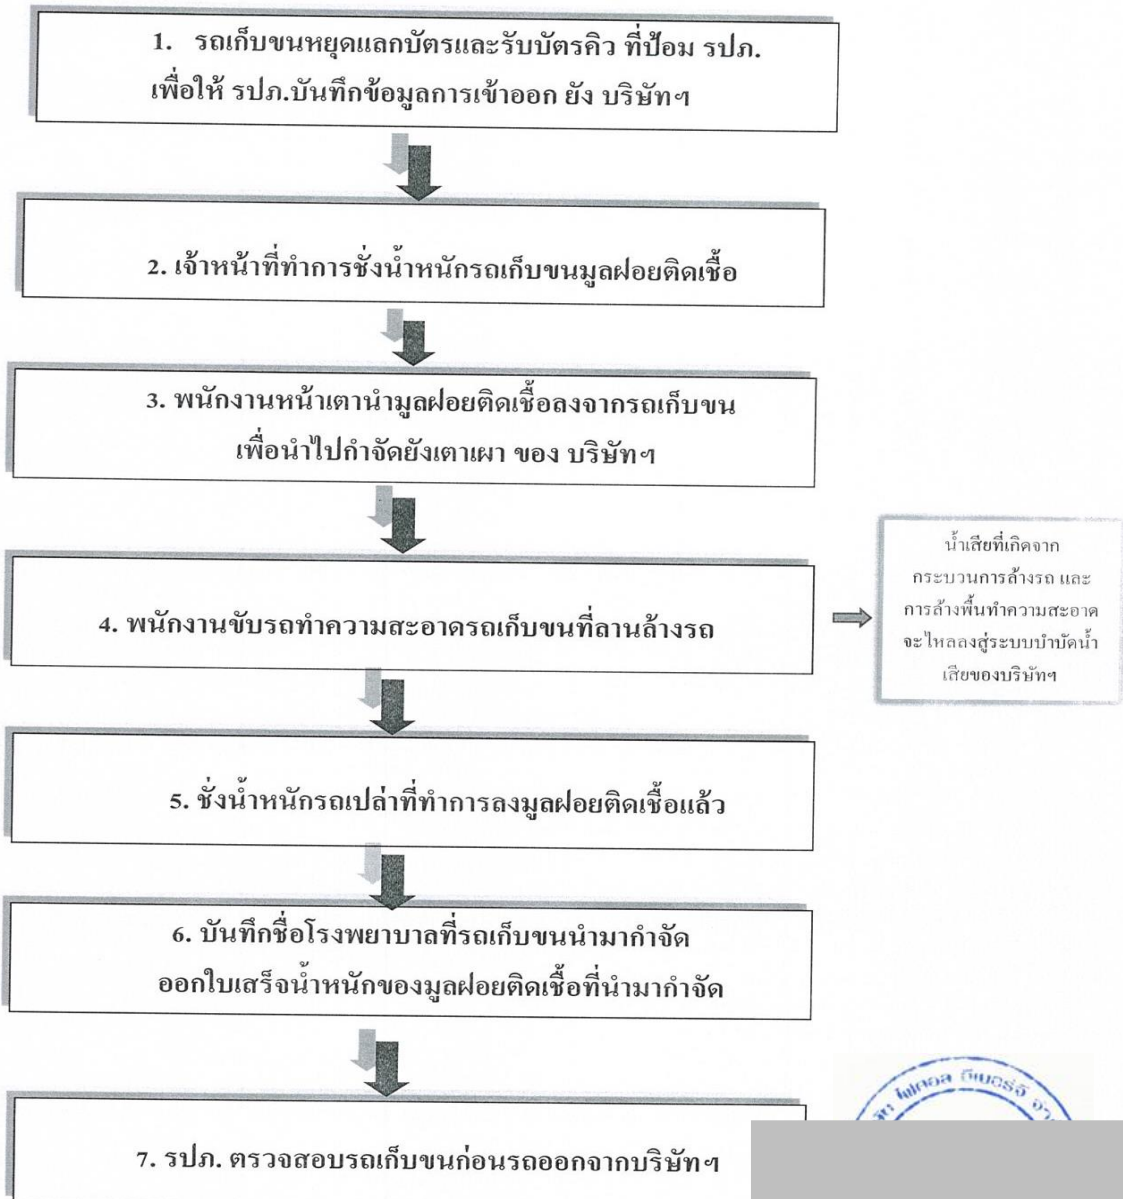 1. รถเก็บขนหยุดแลกบัตรและรับบัตรคิว ที่ป้อม รปภ.
เพื่อให้ รปภ.บันทึกข้อมูลการเข้าออก ยัง บริษัทฯ
2. เจ้าหน้าที่ทำการชั่งน้ำหนักรถเก็บขนมูลฝอยติดเชื้อ
3. พนักงานหน้าเตานำมูลฝอยติดเชื้อลงจากรถเก็บขน
เพื่อนำไปกำจัดยังเตาเผา ของ บริษัทฯ
4. พนักงานขับรถทำความสะอาดรถเก็บขนที่ลานล้างรถ
น้ำเสียที่เกิดจาก
กระบวนการล้างรถ และ
การล้างพื้นทำความสะอาด
จะไหลลงสู่ระบบบำบัดน้ำ
เสียของบริษัทฯ
5. ชั่งน้ำหนักรถเปล่าที่ทำการลงมูลฝอยติดเชื้อแล้ว
6. บันทึกชื่อโรงพยาบาลที่รถเก็บขนนำมากำจัด
ออกใบเสร็จน้ำหนักของมูลฝอยติดเชื้อที่นำมากำจัด
7. รปภ. ตรวจสอบรถเก็บขนก่อนรถออกจากบริษัทฯ